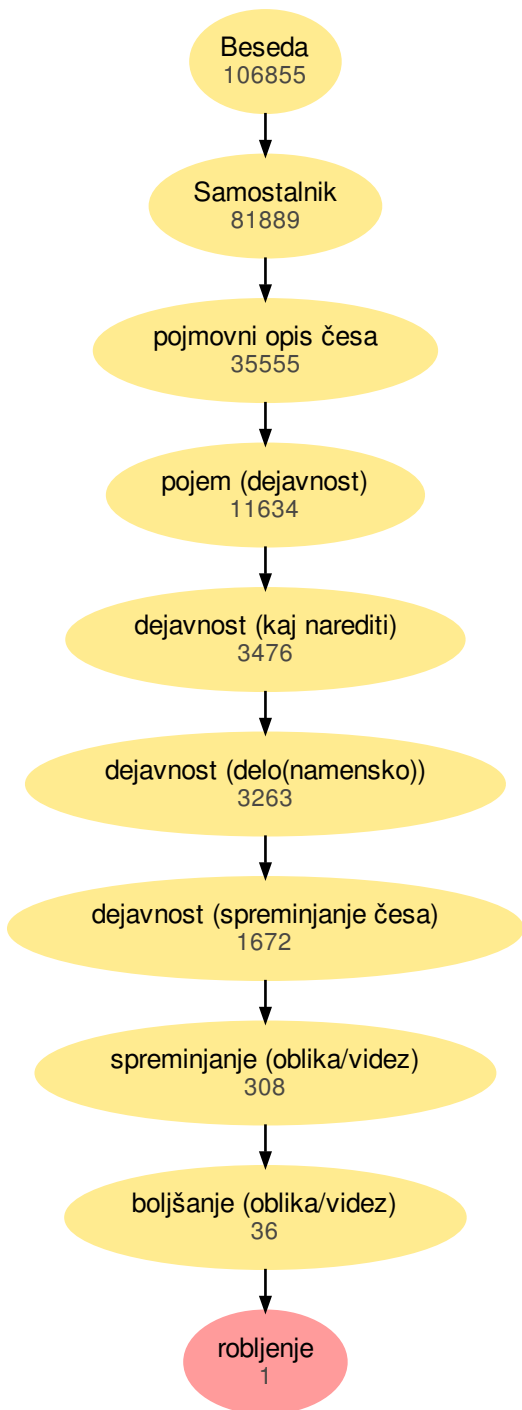 Beseda
106855
Samostalnik
81889
pojmovni opis česa
35555
pojem (dejavnost)
11634
dejavnost (kaj narediti)
3476
dejavnost (delo(namensko))
3263
dejavnost (spreminjanje česa)
1672
spreminjanje (oblika/videz)
308
boljšanje (oblika/videz)
36
robljenje
1